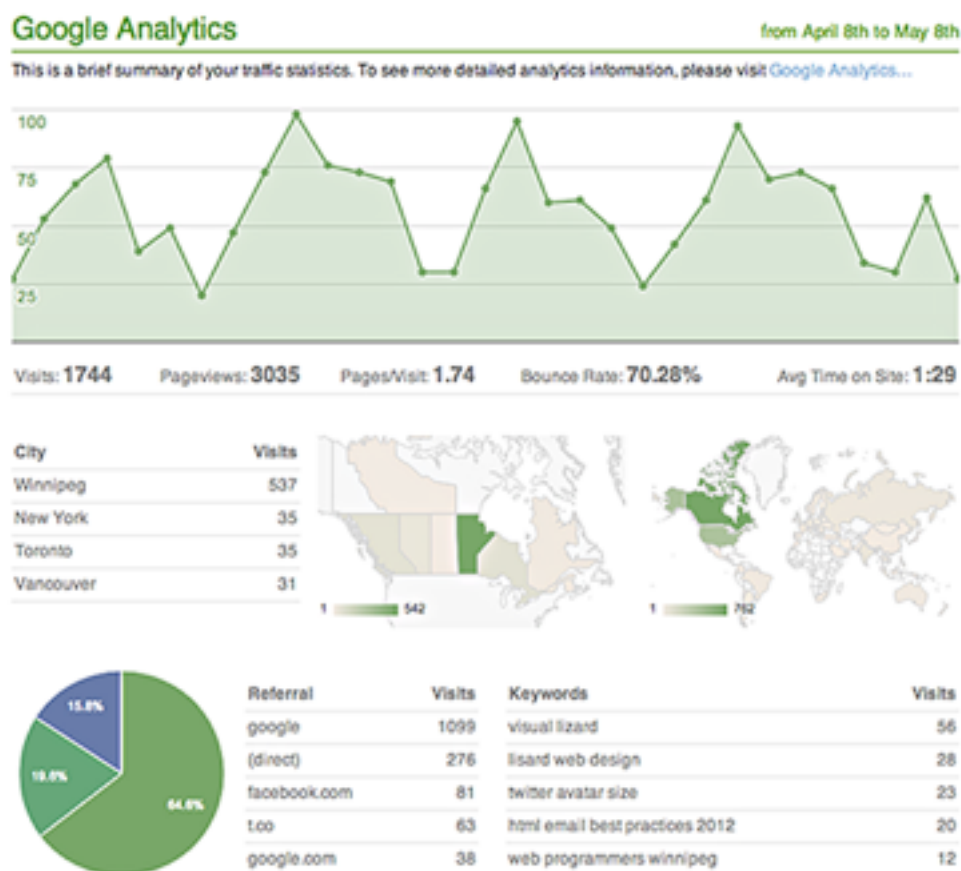 Google Analytics
from April 8th to May 8th
This is a brief summary of your traffic statistics. To see more detailed analytics information, please visit Google Analytics...
100
75
50
25
Visits: 1744 Pageviews: 3035 Pages/Visit: 1.74 Bounce Rate: 70.28% Avg Time on Site: 1:29
City Visits
Winnipeg 537
New York 35
Toronto 35
Vancouver 31
1 542
1 762
15.8%
19.6%
64.6%
Referral Visits
google 1099
(direct) 276
facebook.com 81
t.co 63
google.com 38
Keywords Visits
visual lizard 56
lisard web design 28
twitter avatar size 23
html email best practices 2012 20
web programmers winnipeg 12